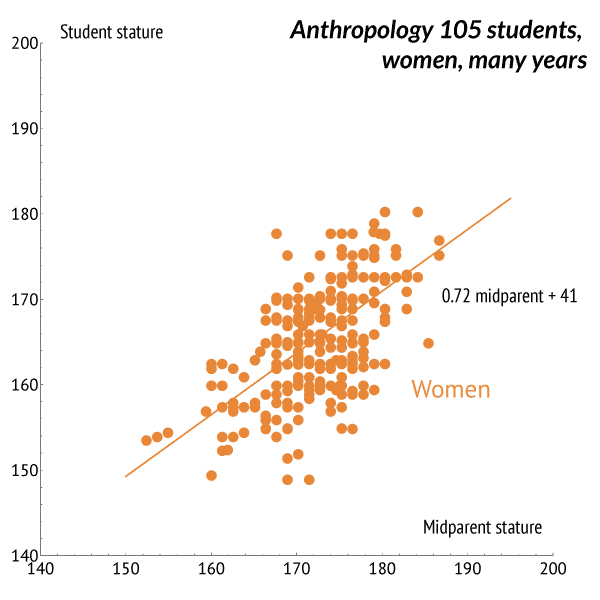 Anthropology 105 students,
women, many years
Student stature
200
190
180
170
0.72 midparent + 41
160
Women
150
Midparent stature
140
140 150 160 170 180 190 200